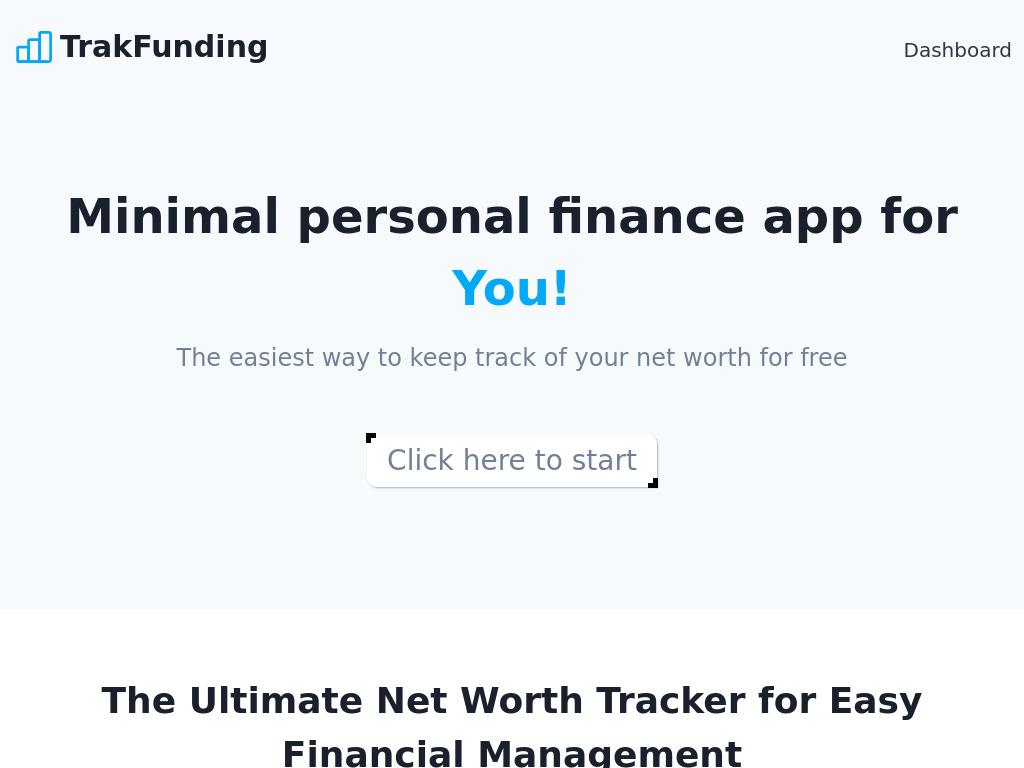 TrakFunding
Dashboard
Minimal personal finance app for
You!
The easiest way to keep track of your net worth for free
Click here to start
The Ultimate Net Worth Tracker for Easy
Financial Management